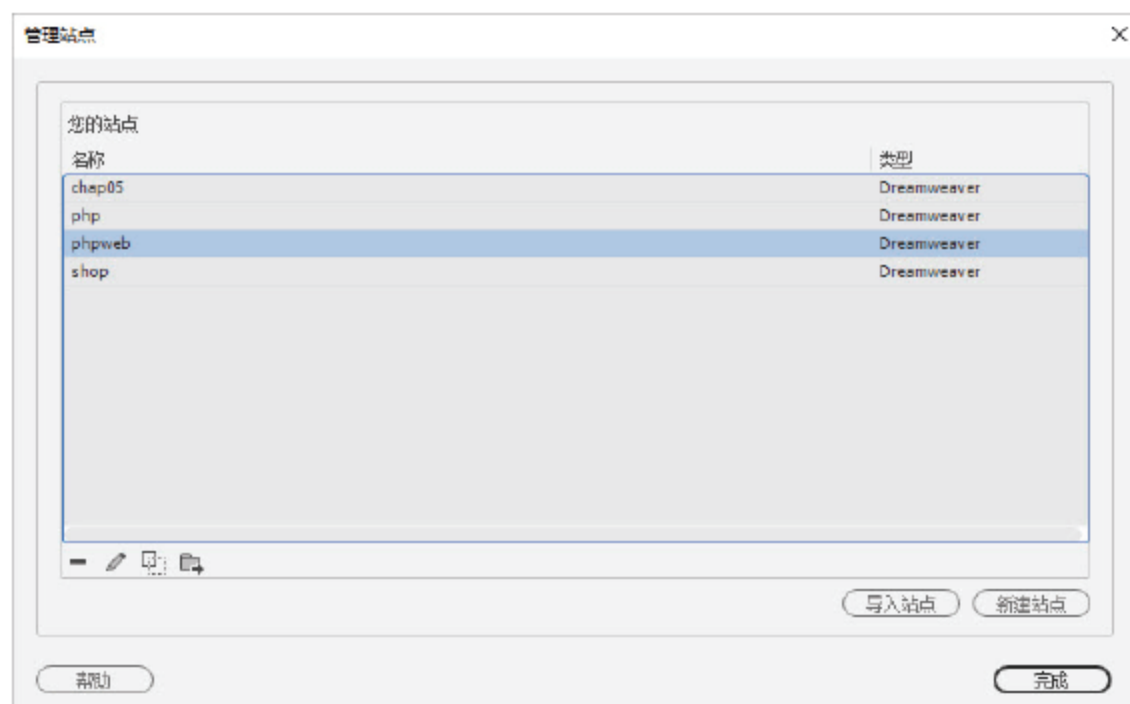 管理站点
您的站点
名称 类型
chap05 Dreamweaver
php Dreamweaver
phpweb Dreamweaver
shop Dreamweaver
导入站点 新建站点
帮助 完成